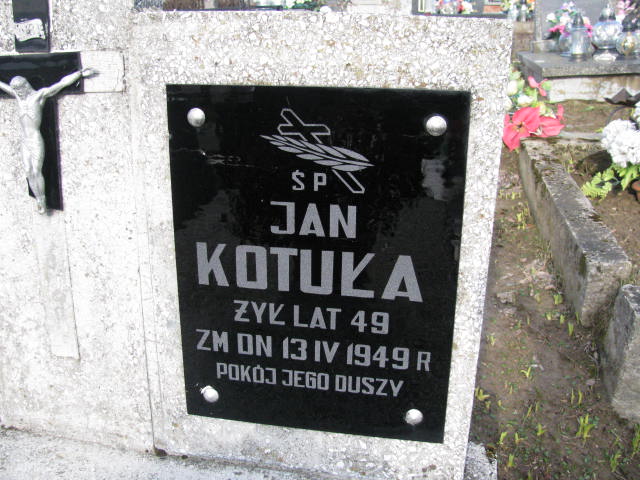 ŚP
JAN
KOTUŁA
ŻYŁ LAT 49
ZM DN 13 IV 1949 R
POKÓJ JEGO DUSZY